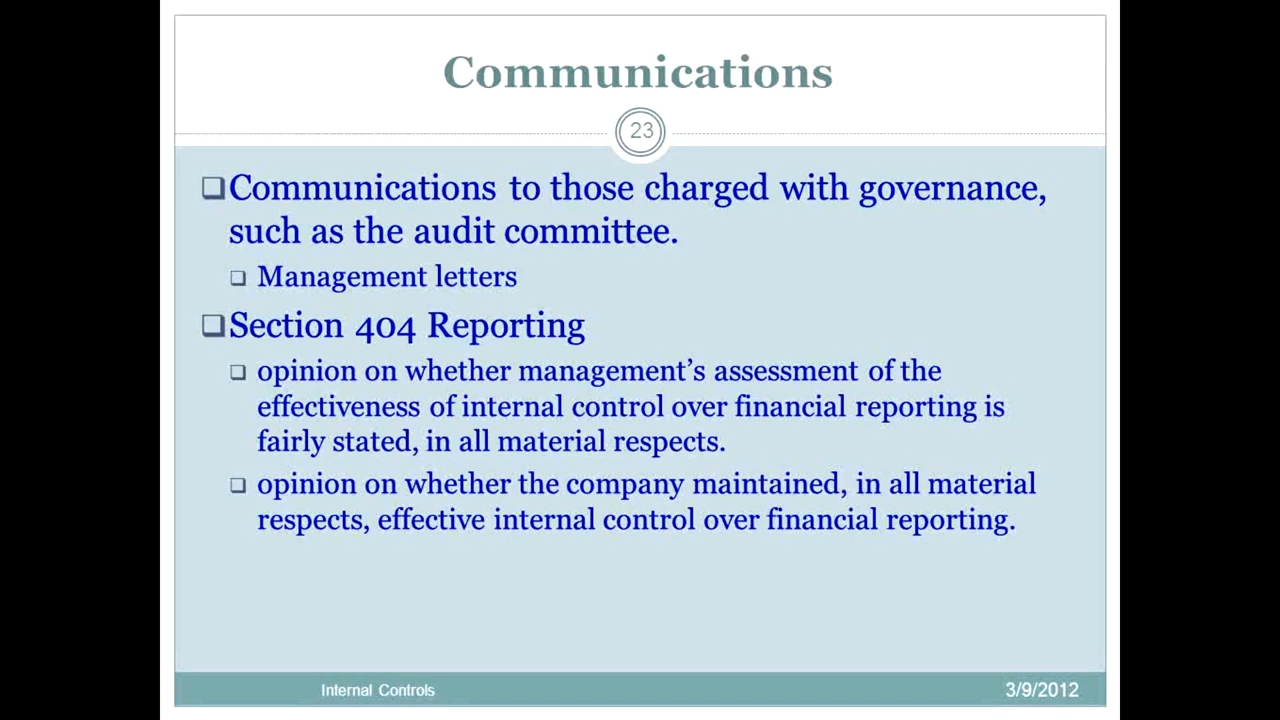 Communications
23
Communications to those charged with governance,
such as the audit committee.
Management letters
Section 404 Reporting
opinion on whether management’s assessment of the
effectiveness of internal control over financial reporting is
fairly stated, in all material respects.
opinion on whether the company maintained, in all material
respects, effective internal control over financial reporting.
Internal Controls
3/9/2012